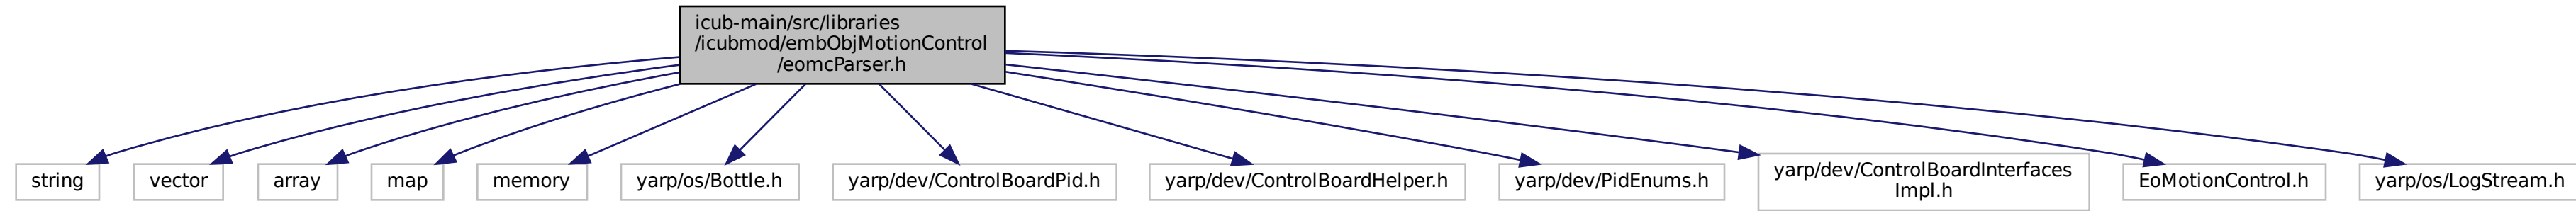 icub-main/src/libraries
/icubmod/embObjMotionControl
/eomcParser.h
string
vector
array
map
memory
yarp/os/Bottle.h
yarp/dev/ControlBoardPid.h
yarp/dev/ControlBoardHelper.h
yarp/dev/PidEnums.h
yarp/dev/ControlBoardInterfaces
Impl.h
EoMotionControl.h
yarp/os/LogStream.h